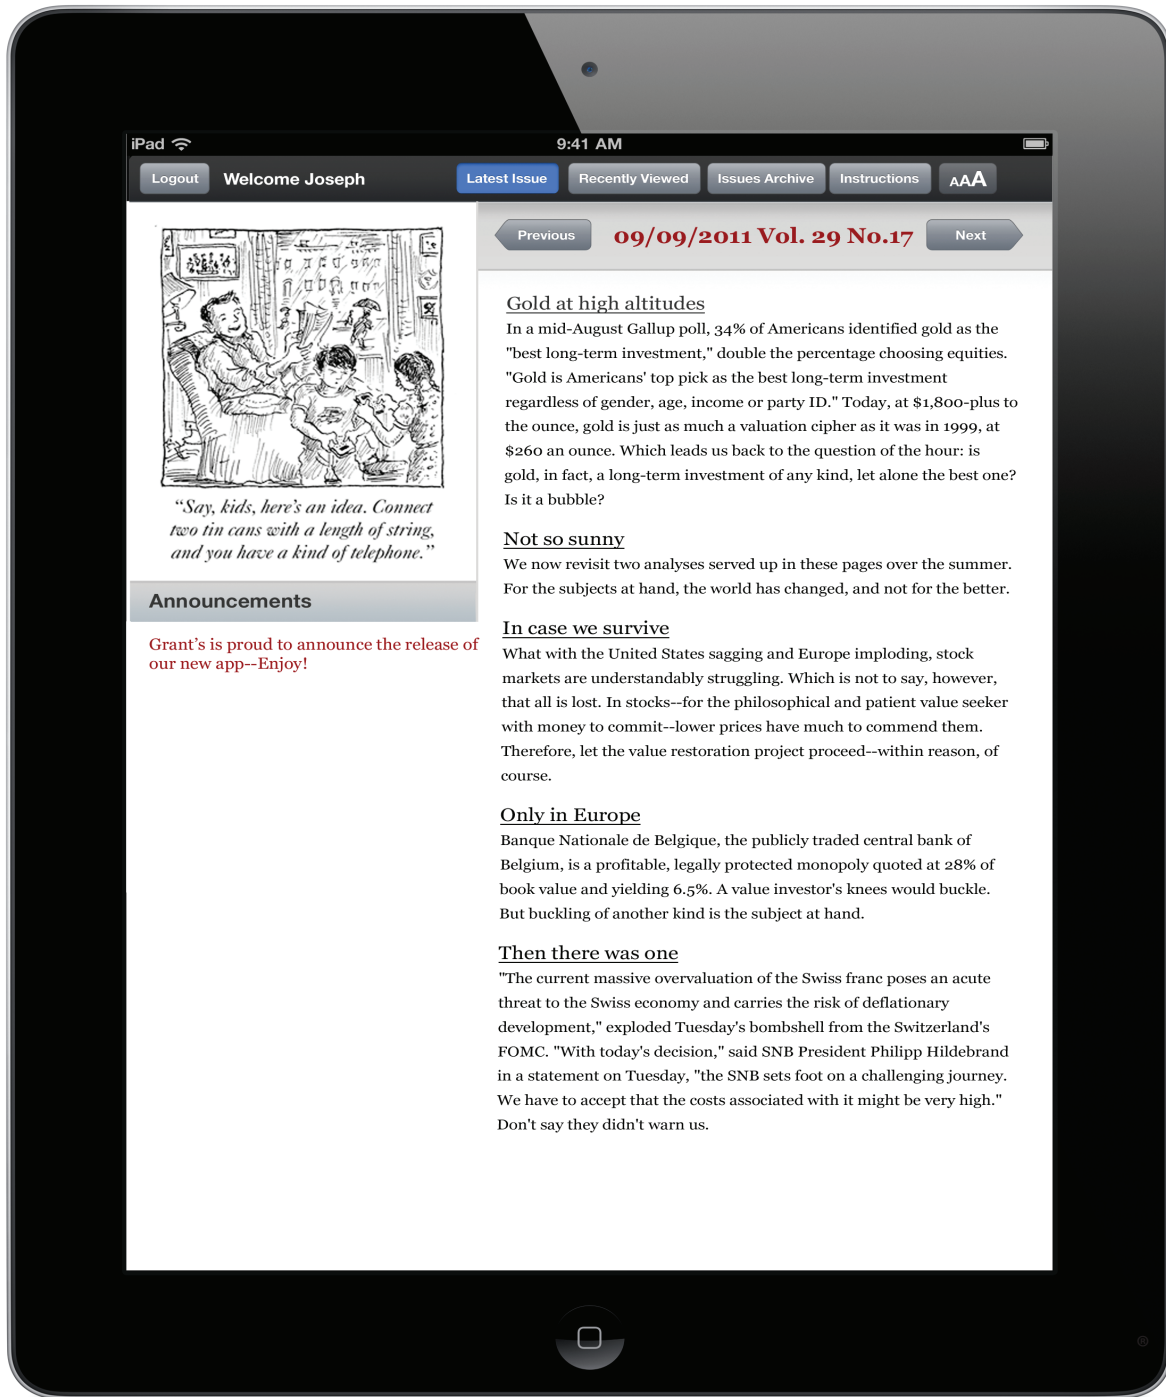 iPad
9:41 AM
Logout
Welcome Joseph
Latest Issue
Recently Viewed
Issues Archive
Instructions
AAA
"Say, kids, here's an idea. Connect
two tin cans with a length of string,
and you have a kind of telephone."
Announcements
Grant's is proud to announce the release of
our new app--Enjoy!
Previous
09/09/2011 Vol. 29 No.17
Next
Gold at high altitudes
In a mid-August Gallup poll, 34% of Americans identified gold as the
"best long-term investment," double the percentage choosing equities.
"Gold is Americans' top pick as the best long-term investment
regardless of gender, age, income or party ID." Today, at $1,800-plus to
the ounce, gold is just as much a valuation cipher as it was in 1999, at
$260 an ounce. Which leads us back to the question of the hour: is
gold, in fact, a long-term investment of any kind, let alone the best one?
Is it a bubble?
Not so sunny
We now revisit two analyses served up in these pages over the summer.
For the subjects at hand, the world has changed, and not for the better.
In case we survive
What with the United States sagging and Europe imploding, stock
markets are understandably struggling. Which is not to say, however,
that all is lost. In stocks--for the philosophical and patient value seeker
with money to commit--lower prices have much to commend them.
Therefore, let the value restoration project proceed--within reason, of
course.
Only in Europe
Banque Nationale de Belgique, the publicly traded central bank of
Belgium, is a profitable, legally protected monopoly quoted at 28% of
book value and yielding 6.5%. A value investor's knees would buckle.
But buckling of another kind is the subject at hand.
Then there was one
"The current massive overvaluation of the Swiss franc poses an acute
threat to the Swiss economy and carries the risk of deflationary
development," exploded Tuesday's bombshell from the Switzerland's
FOMC. "With today's decision," said SNB President Philipp Hildebrand
in a statement on Tuesday, "the SNB sets foot on a challenging journey.
We have to accept that the costs associated with it might be very high."
Don't say they didn't warn us.
®